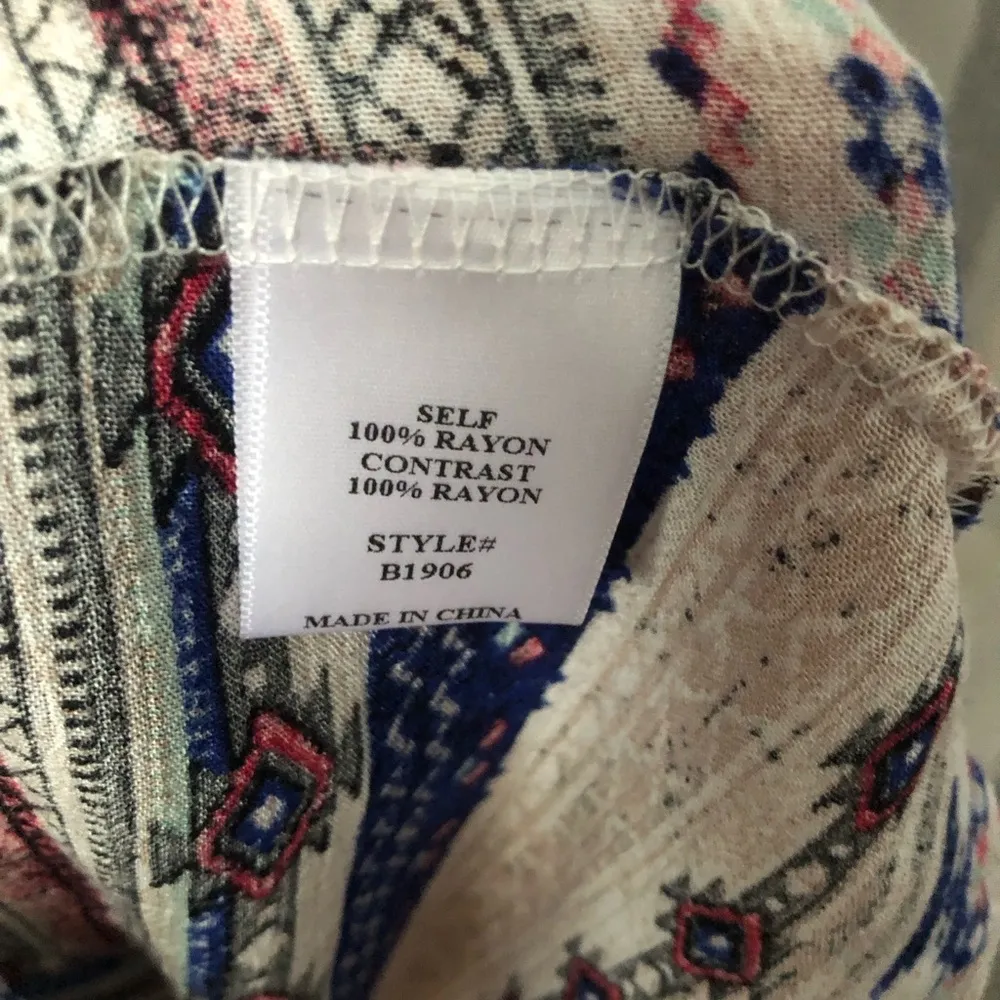 SELF
100% RAYON
CONTRAST
100% RAYON
STYLE#
B1906
MADE IN CHINA